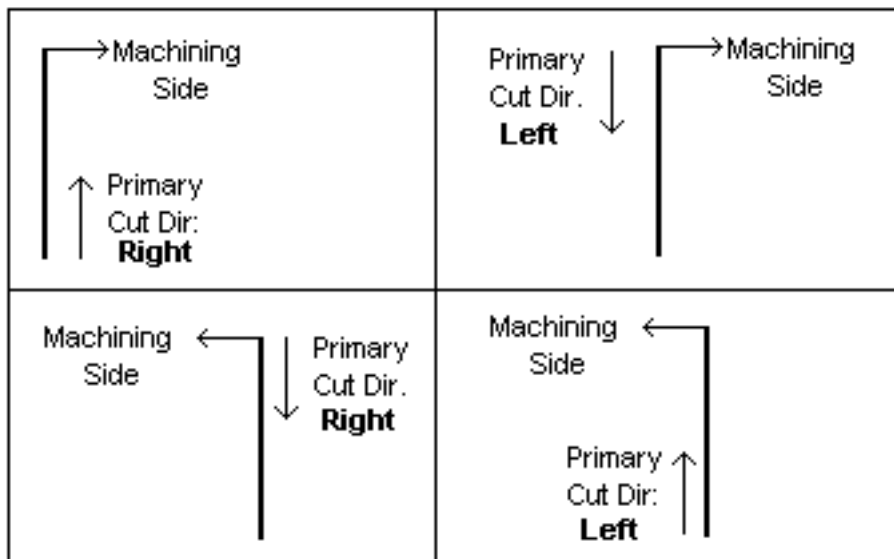 Machining
Side
Primary
Cut Dir:
Right
Primary
Cut Dir.
Left
Machining
Side
Machining
Side
Primary
Cut Dir.
Right
Machining
Side
Primary
Cut Dir:
Left